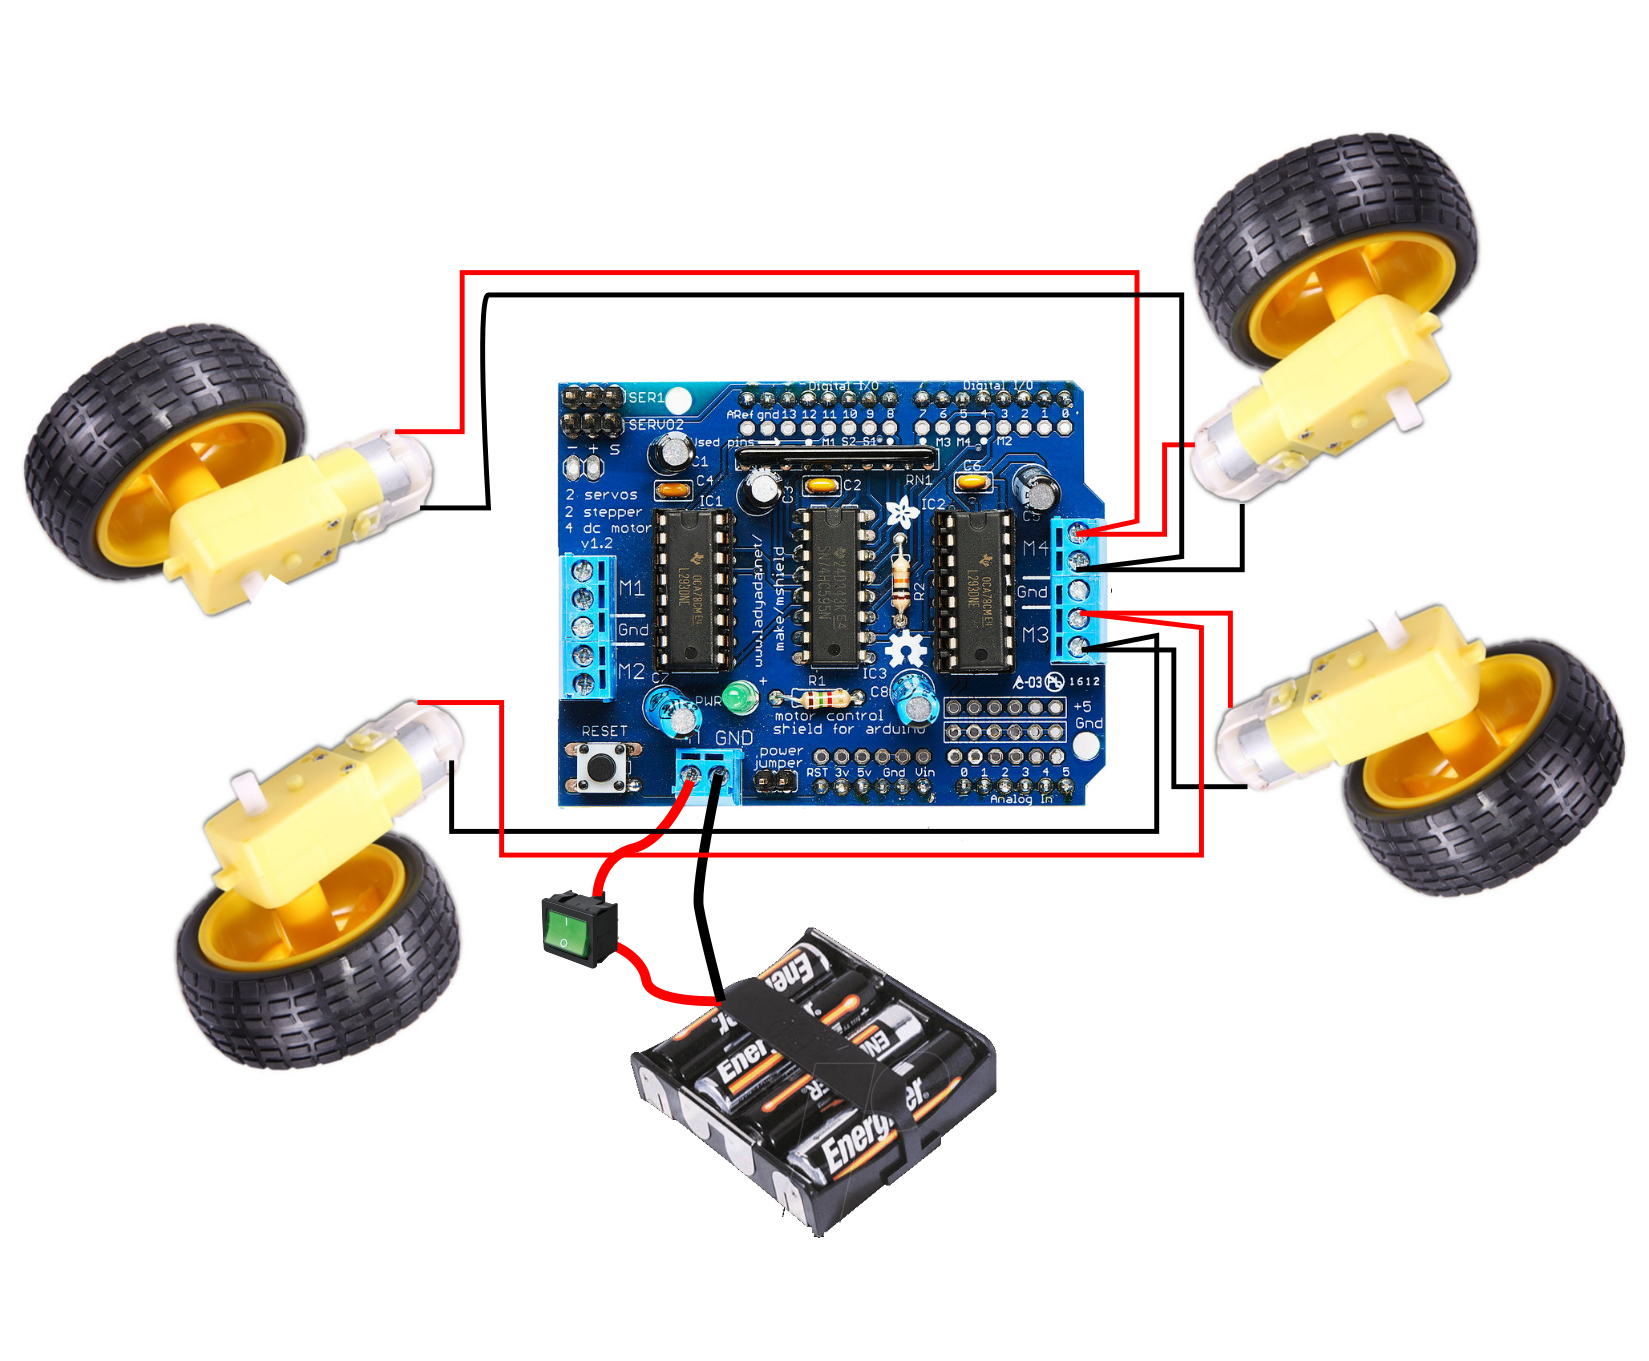 Digital I/O
Digital I/O
SER1
ARef gnd 13 12 11 10 9 8
7 6 5 4 3 2 1 0
SERVO2
Used pins
M1 S2 S1
M3 M4 M2
- + S
C1
RN1
C6
C4
C2
C3
IC1
IC2
2 servos
2 stepper
4 dc motor
v1.2
M4
Gnd
M3
M1
Gnd
M2
L293DNE
SN74HC595N
L293DNE
www.ladyada.net/
make/mshield
R2
IC3
C7
C8
R1
PWR
+
1612
+5
Gnd
motor control
shield for arduino
RESET
GND
power
jumper
RST 3v 5v Gnd Vin
0 1 2 3 4 5
Analog In
I
O
Energizer